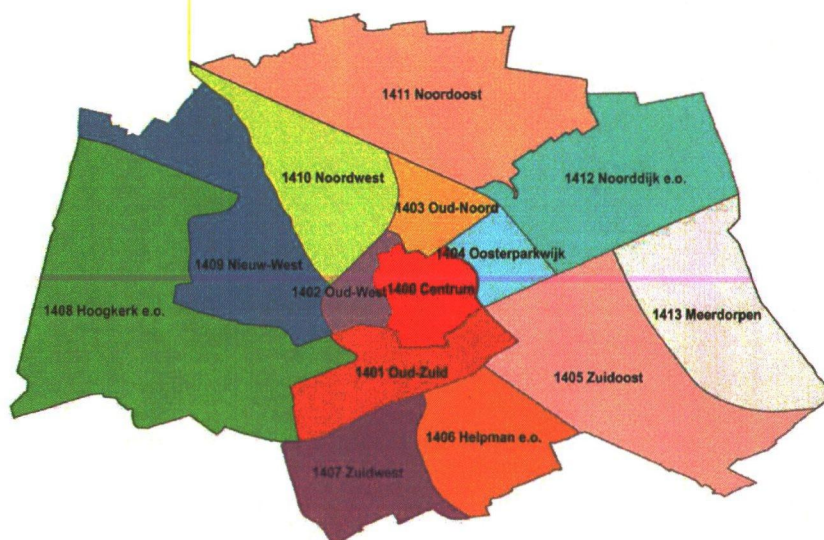 1411 Noordoost
1410 Noordwest
1412 Noorddijk e.o.
1403 Oud-Noord
1404 Oosterparkwijk
1409 Nieuw-West
1402 Oud-West
1400 Centrum
1408 Hoogkerk e.o.
1413 Meerdorpen
1401 Oud-Zuid
1405 Zuidoost
1406 Helpman e.o.
1407 Zuidwest